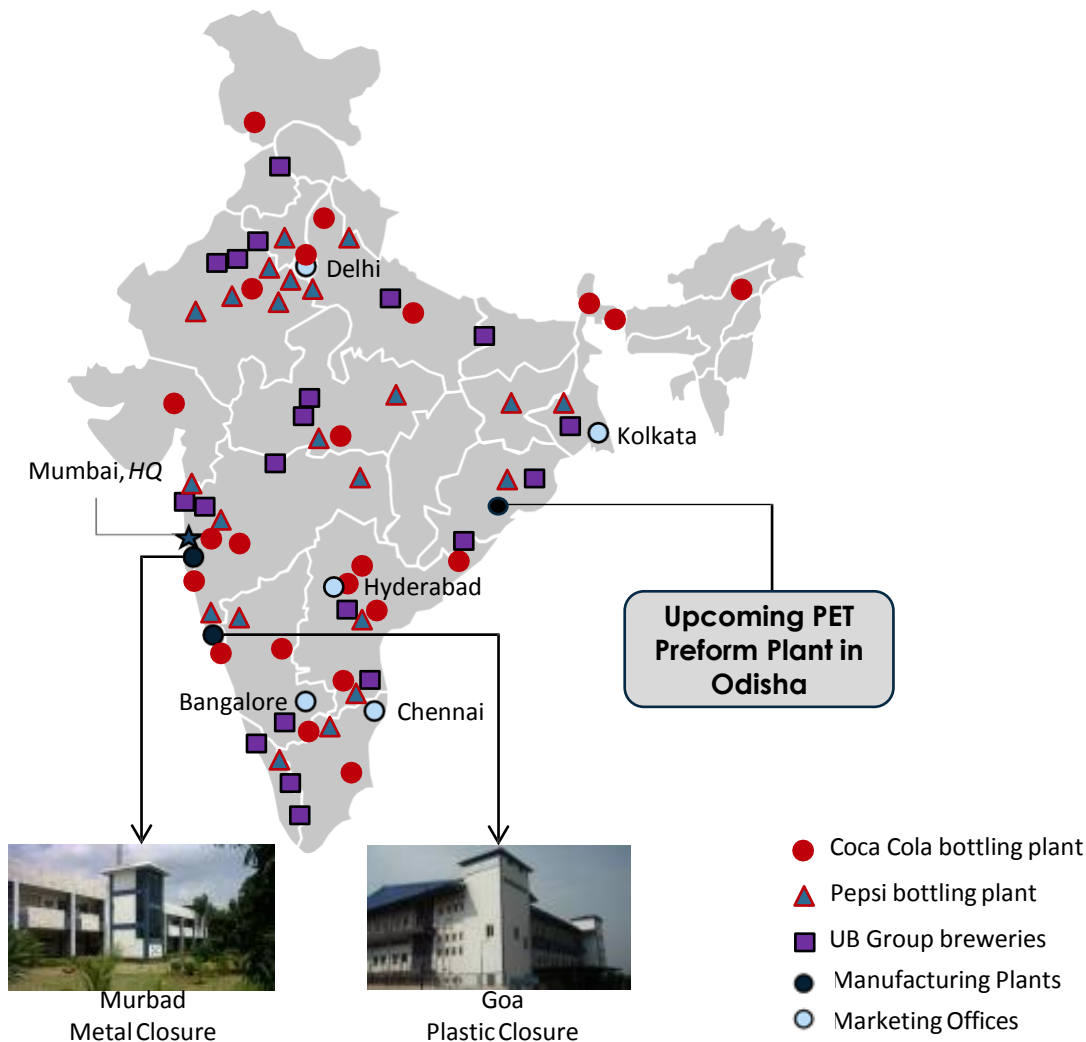 Delhi
Kolkata
Mumbai, HQ
Hyderabad
Upcoming PET
Preform Plant in
Odisha
Bangalore
Chennai
Coca Cola bottling plant
Pepsi bottling plant
UB Group breweries
Manufacturing Plants
Marketing Offices
Murbad
Metal Closure
Goa
Plastic Closure